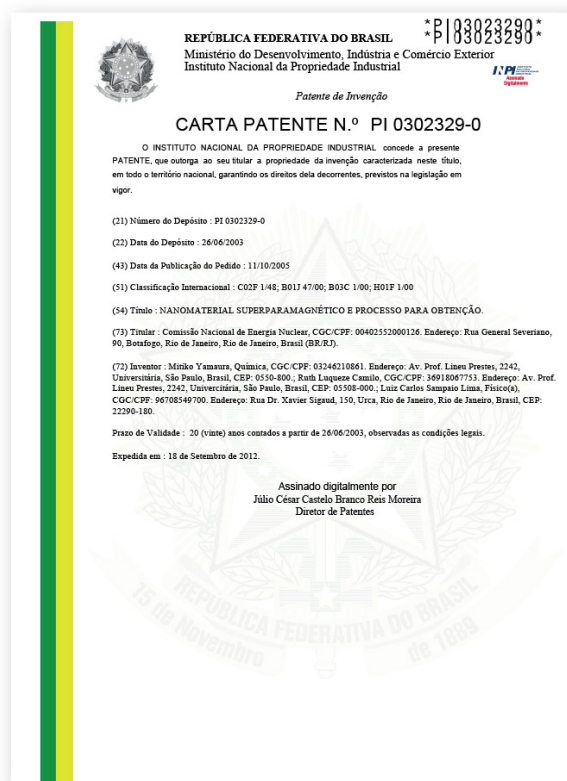 *PI03023290*
*PI03023290*
REPÚBLICA FEDERATIVA DO BRASIL
Ministério do Desenvolvimento, Indústria e Comércio Exterior
Instituto Nacional da Propriedade Industrial
INPI
Assinado
Digitalmente
Patente de Invenção
CARTA PATENTE N.º PI 0302329-0
O INSTITUTO NACIONAL DA PROPRIEDADE INDUSTRIAL concede a presente
PATENTE, que outorga ao seu titular a propriedade da invenção caracterizada neste título,
em todo o território nacional, garantindo os direitos dela decorrentes, previstos na legislação em
vigor.
(21) Número do Depósito : PI 0302329-0
(22) Data do Depósito : 26/06/2003
(43) Data da Publicação do Pedido : 11/10/2005
(51) Classificação Internacional : C02F 1/48; B01J 47/00; B03C 1/00; H01F 1/00
(54) Título : NANOMATERIAL SUPERPARAMAGNÉTICO E PROCESSO PARA OBTENÇÃO.
(73) Titular : Comissão Nacional de Energia Nuclear, CGC/CPF: 00402552000126. Endereço: Rua General Severiano,
90, Botafogo, Rio de Janeiro, Rio de Janeiro, Brasil (BR/RJ).
(72) Inventor : Mitiko Yamaura, Química, CGC/CPF: 03246210861. Endereço: Av. Prof. Lineu Prestes, 2242,
Universitária, São Paulo, Brasil, CEP: 0550-800.; Ruth Luqueze Camilo, CGC/CPF: 36918067753. Endereço: Av. Prof.
Lineu Prestes, 2242, Univercitária, São Paulo, Brasil, CEP: 05508-000.; Luiz Carlos Sampaio Lima, Físico(a),
CGC/CPF: 96708549700. Endereço: Rua Dr. Xavier Sigaud, 150, Urca, Rio de Janeiro, Rio de Janeiro, Brasil, CEP:
22290-180.
Prazo de Validade : 20 (vinte) anos contados a partir de 26/06/2003, observadas as condições legais.
Expedida em : 18 de Setembro de 2012.
Assinado digitalmente por
Júlio César Castelo Branco Reis Moreira
Diretor de Patentes
REPÚBLICA FEDERATIVA DO BRASIL
15 de Novembro
de 1889